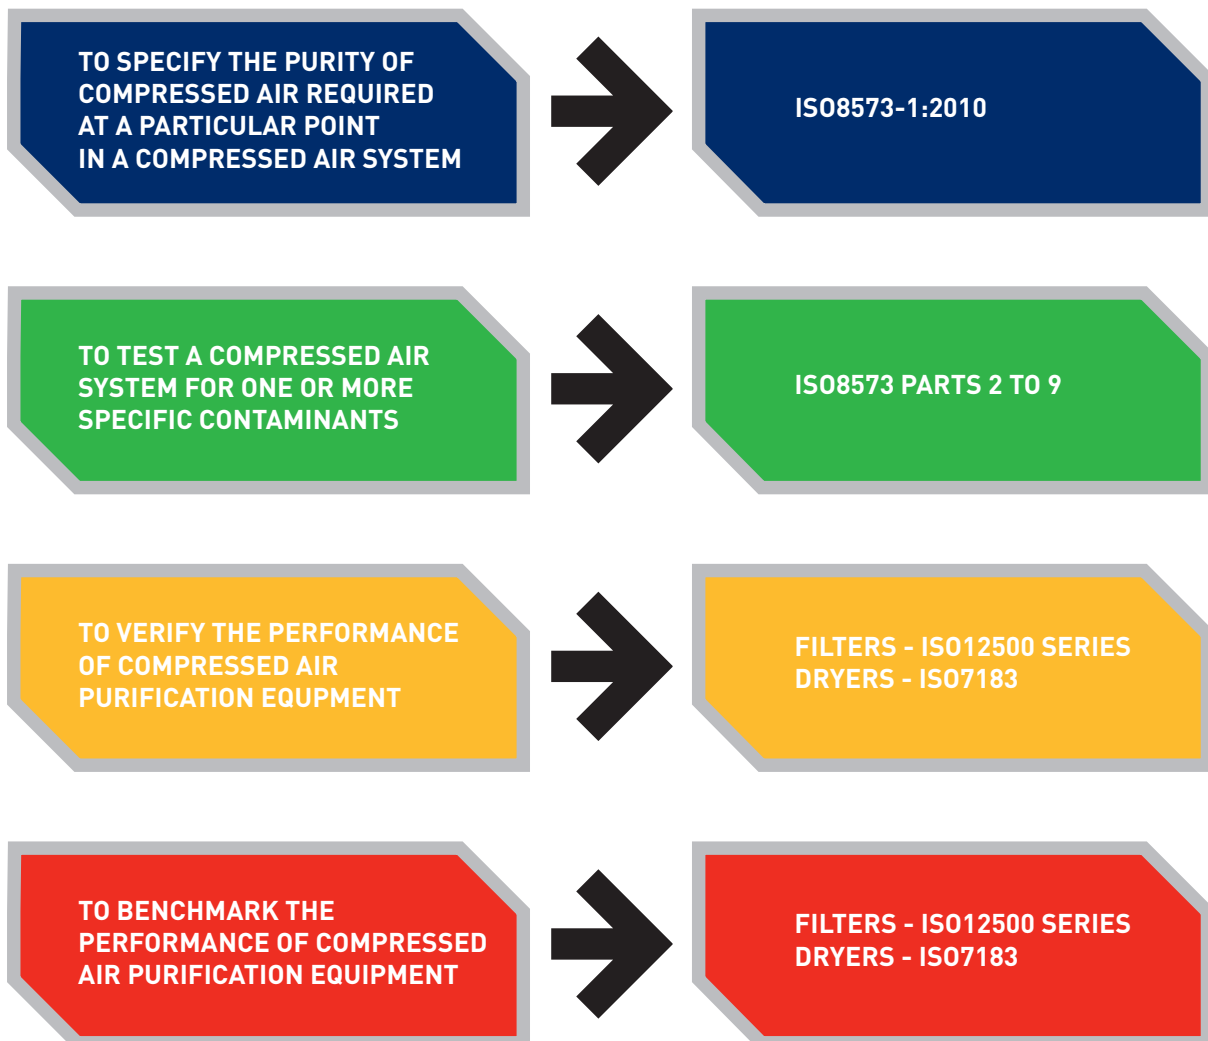 TO SPECIFY THE PURITY OF
COMPRESSED AIR REQUIRED
AT A PARTICULAR POINT
IN A COMPRESSED AIR SYSTEM
ISO8573-1:2010
TO TEST A COMPRESSED AIR
SYSTEM FOR ONE OR MORE
SPECIFIC CONTAMINANTS
ISO8573 PARTS 2 TO 9
TO VERIFY THE PERFORMANCE
OF COMPRESSED AIR
PURIFICATION EQUPMENT
FILTERS - ISO12500 SERIES
DRYERS - ISO7183
TO BENCHMARK THE
PERFORMANCE OF COMPRESSED
AIR PURIFICATION EQUIPMENT
FILTERS - ISO12500 SERIES
DRYERS - ISO7183